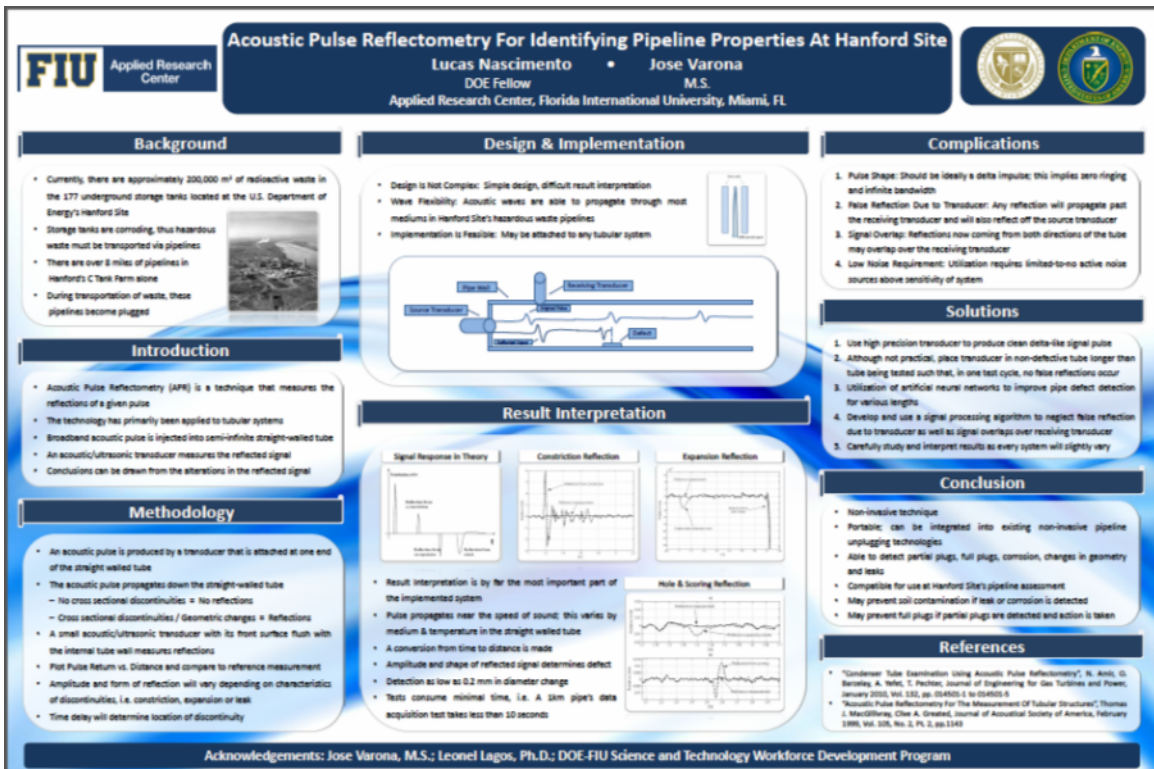 FIU
Applied Research
Center
Acoustic Pulse Reflectometry For Identifying Pipeline Properties At Hanford Site
Lucas Nascimento • Jose Varona
DOE Fellow M.S.
Applied Research Center, Florida International University, Miami, FL
Background
• Currently, there are approximately 200,000 m³ of radioactive waste in
the 177 underground storage tanks located at the U.S. Department of
Energy's Hanford Site
• Storage tanks are corroding, thus hazardous
waste must be transported via pipelines
• There are over 8 miles of pipelines in
Hanford's C Tank Farm alone
• During transportation of waste, these
pipelines become plugged
Introduction
• Acoustic Pulse Reflectometry (APR) is a technique that measures the
reflections of a given pulse
• The technology has primarily been applied to tubular systems
• Broadband acoustic pulse is injected into semi-infinite straight-walled tube
• An acoustic/ultrasonic transducer measures the reflected signal
• Conclusions can be drawn from the alterations in the reflected signal
Methodology
• An acoustic pulse is produced by a transducer that is attached at one end
of the straight walled tube
• The acoustic pulse propagates down the straight-walled tube
– No cross sectional discontinuities = No reflections
– Cross sectional discontinuities / Geometric changes = Reflections
• A small acoustic/ultrasonic transducer with its front surface flush with
the internal tube wall measures reflections
• Plot Pulse Return vs. Distance and compare to reference measurement
• Amplitude and form of reflection will vary depending on characteristics
of discontinuities, i.e. constriction, expansion or leak
• Time delay will determine location of discontinuity
Design & Implementation
• Design Is Not Complex: Simple design, difficult result interpretation
• Wave Flexibility: Acoustic waves are able to propagate through most
mediums in Hanford Site's hazardous waste pipelines
• Implementation Is Feasible: May be attached to any tubular system
Pipe Wall
Receiving Transducer
Source Transducer
Defect
Result Interpretation
Signal Response In Theory
Constriction Reflection
Expansion Reflection
• Result Interpretation is by far the most important part of
the implemented system
• Pulse propagates near the speed of sound; this varies by
medium & temperature in the straight walled tube
• A conversion from time to distance is made
• Amplitude and shape of reflected signal determines defect
• Detection as low as 0.2 mm in diameter change
• Tests consume minimal time, i.e. A 1km pipe's data
acquisition test takes less than 10 seconds
Hole & Scoring Reflection
Complications
1. Pulse Shape: Should be ideally a delta impulse; this implies zero ringing
and infinite bandwidth
2. False Reflection Due to Transducer: Any reflection will propagate past
the receiving transducer and will also reflect off the source transducer
3. Signal Overlap: Reflections now coming from both directions of the tube
may overlap over the receiving transducer
4. Low Noise Requirement: Utilization requires limited-to-no active noise
sources above sensitivity of system
Solutions
1. Use high precision transducer to produce clean delta-like signal pulse
2. Although not practical, place transducer in non-defective tube longer than
tube being tested such that, in one test cycle, no false reflections occur
3. Utilization of artificial neural networks to improve pipe defect detection
for various lengths
4. Develop and use a signal processing algorithm to neglect false reflection
due to transducer as well as signal overlaps over receiving transducer
5. Carefully study and interpret results as every system will slightly vary
Conclusion
• Non-invasive technique
• Portable; can be integrated into existing non-invasive pipeline
unplugging technologies
• Able to detect partial plugs, full plugs, corrosion, changes in geometry
and leaks
• Compatible for use at Hanford Site's pipeline assessment
• May prevent soil contamination if leak or corrosion is detected
• May prevent full plugs if partial plugs are detected and action is taken
References
• "Condenser Tube Examination Using Acoustic Pulse Reflectometry", N. Amir, O.
Barzelay, A. Yefet, T. Pechter, Journal of Engineering for Gas Turbines and Power,
January 2010, Vol. 132, pp. 014501-1 to 014501-5
• "Acoustic Pulse Reflectometry For The Measurement Of Tubular Structures", Thomas
J. MacGillivray, Clive A. Greated, Journal of Acoustical Society of America, February
1999, Vol. 105, No. 2, Pt. 2, pp.1143
Acknowledgements: Jose Varona, M.S.; Leonel Lagos, Ph.D.; DOE-FIU Science and Technology Workforce Development Program